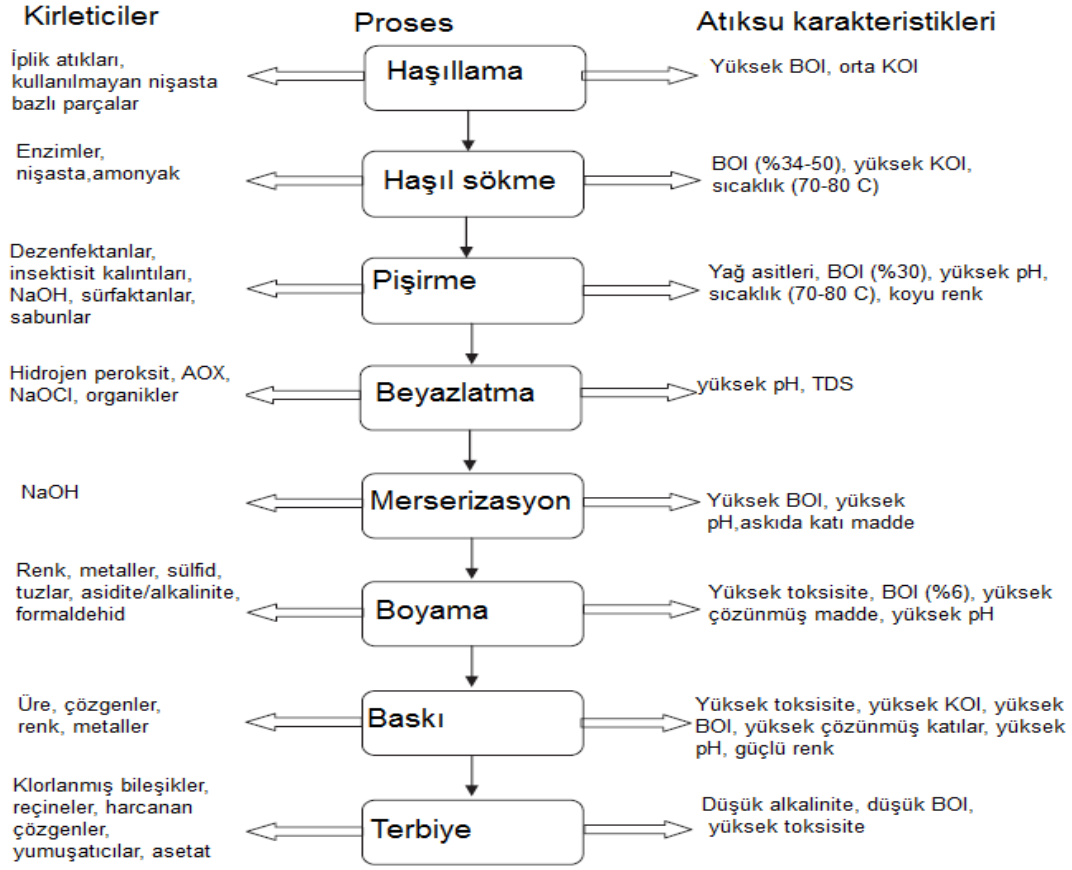 Kirleticiler
Proses
Atıksu karakteristikleri
İplik atıkları,
kullanılmayan nişasta
bazlı parçalar
Haşıllama
Yüksek BOI, orta KOI
Enzimler,
nişasta,amonyak
Haşıl sökme
BOI (%34-50), yüksek KOI,
sıcaklık (70-80 C)
Dezenfektanlar,
insektisit kalıntıları,
NaOH, sürfaktanlar,
sabunlar
Pişirme
Yağ asitleri, BOI (%30), yüksek pH,
sıcaklık (70-80 C), koyu renk
Hidrojen peroksit, AOX,
NaOCl, organikler
Beyazlatma
yüksek pH, TDS
NaOH
Merserizasyon
Yüksek BOI, yüksek
pH,askıda katı madde
Renk, metaller, sülfid,
tuzlar, asidite/alkalinite,
formaldehid
Boyama
Yüksek toksisite, BOI (%6), yüksek
çözünmüş madde, yüksek pH
Üre, çözgenler,
renk, metaller
Baskı
Yüksek toksisite, yüksek KOI, yüksek
BOI, yüksek çözünmüş katılar, yüksek
pH, güçlü renk
Klorlanmış bileşikler,
reçineler, harcanan
çözgenler,
yumuşatıcılar, asetat
Terbiye
Düşük alkalinite, düşük BOI,
yüksek toksisite